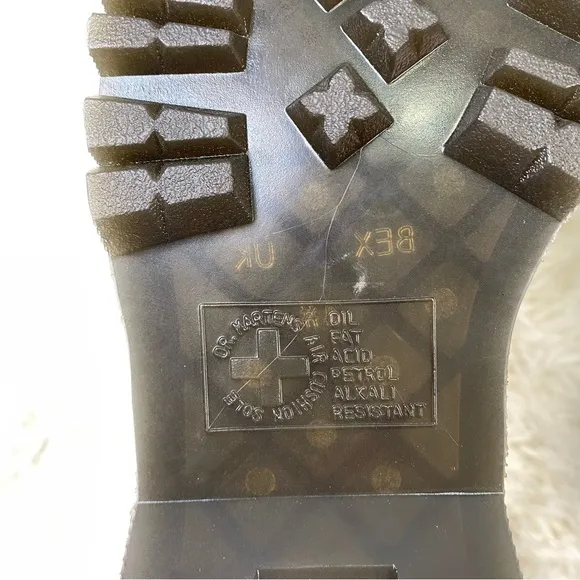 UK BEX
DR. MARTENS AIR CUSHION SOLE
OIL
FAT
ACID
PETROL
ALKALI
RESISTANT